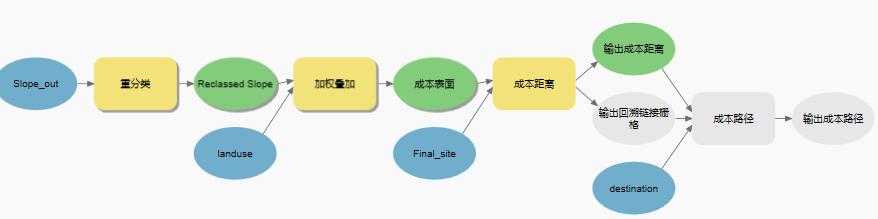 Slope_out
重分类
Reclassed Slope
landuse
加权叠加
成本表面
Final_site
成本距离
输出成本距离
输出回溯链接栅
格
destination
成本路径
输出成本路径